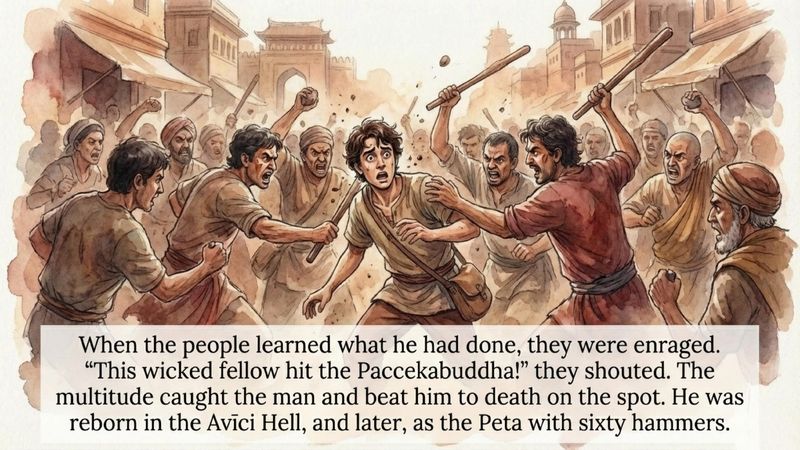 When the people learned what he had done, they were enraged.
“This wicked fellow hit the Paccekabuddha!” they shouted. The
multitude caught the man and beat him to death on the spot. He was
reborn in the Avīci Hell, and later, as the Peta with sixty hammers.